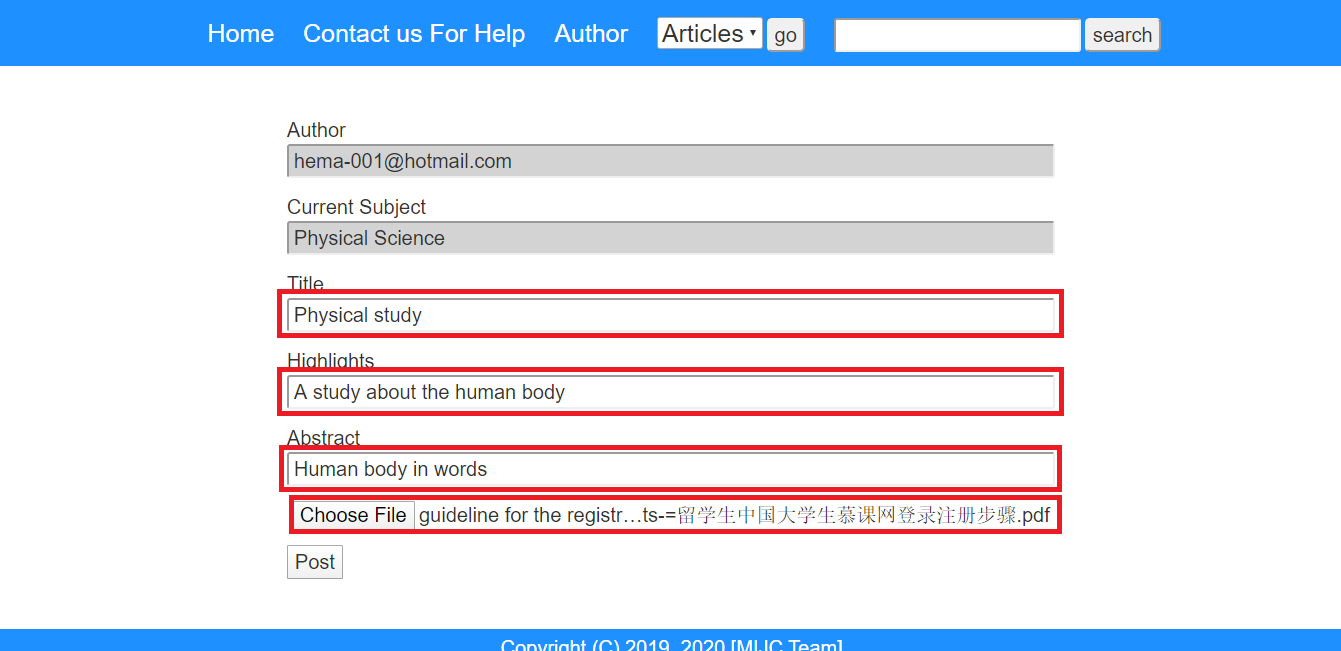 Home Contact us For Help Author Articles go search
Author
hema-001@hotmail.com
Current Subject
Physical Science
Title
Physical study
Highlights
A study about the human body
Abstract
Human body in words
Choose File guideline for the registr…ts-=留学生中国大学生慕课网登录注册步骤.pdf
Post
Copyright (C) 2019, 2020 [MIJC Team]